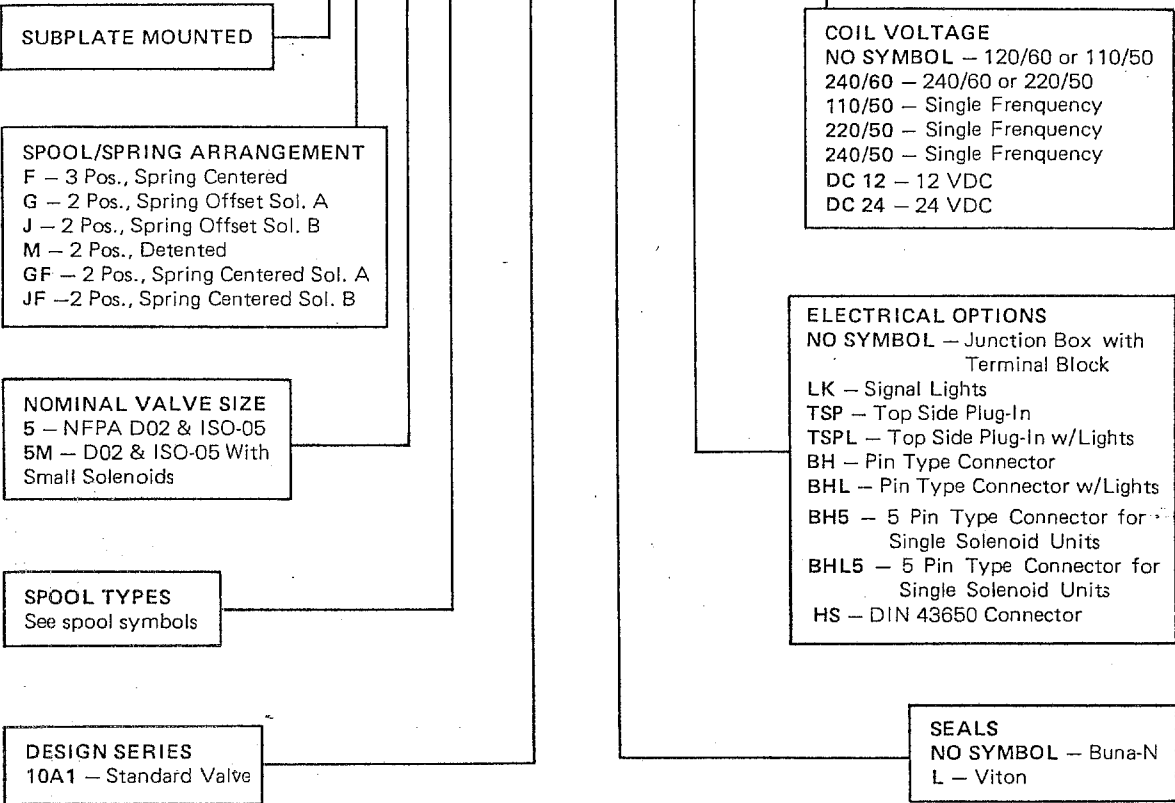 SUBPLATE MOUNTED
SPOOL/SPRING ARRANGEMENT
F — 3 Pos., Spring Centered
G — 2 Pos., Spring Offset Sol. A
J — 2 Pos., Spring Offset Sol. B
M — 2 Pos., Detented
GF — 2 Pos., Spring Centered Sol. A
JF —2 Pos., Spring Centered Sol. B
NOMINAL VALVE SIZE
5 — NFPA D02 & ISO-05
5M — D02 & ISO-05 With
Small Solenoids
SPOOL TYPES
See spool symbols
DESIGN SERIES
10A1 — Standard Valve
COIL VOLTAGE
NO SYMBOL — 120/60 or 110/50
240/60 — 240/60 or 220/50
110/50 — Single Frenquency
220/50 — Single Frenquency
240/50 — Single Frenquency
DC 12 — 12 VDC
DC 24 — 24 VDC
ELECTRICAL OPTIONS
NO SYMBOL — Junction Box with
Terminal Block
LK — Signal Lights
TSP — Top Side Plug-In
TSPL — Top Side Plug-In w/Lights
BH — Pin Type Connector
BHL — Pin Type Connector w/Lights
BH5 — 5 Pin Type Connector for
Single Solenoid Units
BHL5 — 5 Pin Type Connector for
Single Solenoid Units
HS — DIN 43650 Connector
SEALS
NO SYMBOL — Buna-N
L — Viton